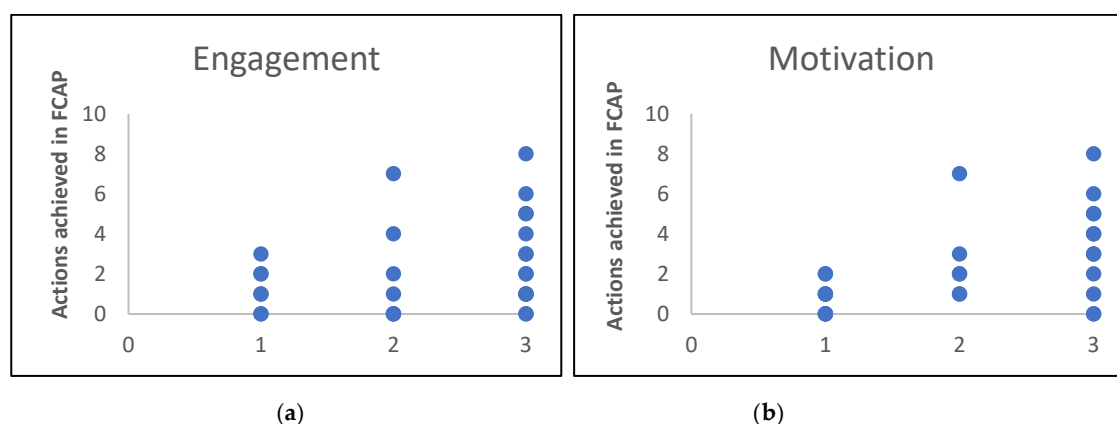 Engagement
Actions achieved in FCAP
10
8
6
4
2
0
0 1 2 3
(a)
Motivation
Actions achieved in FCAP
10
8
6
4
2
0
0 1 2 3
(b)